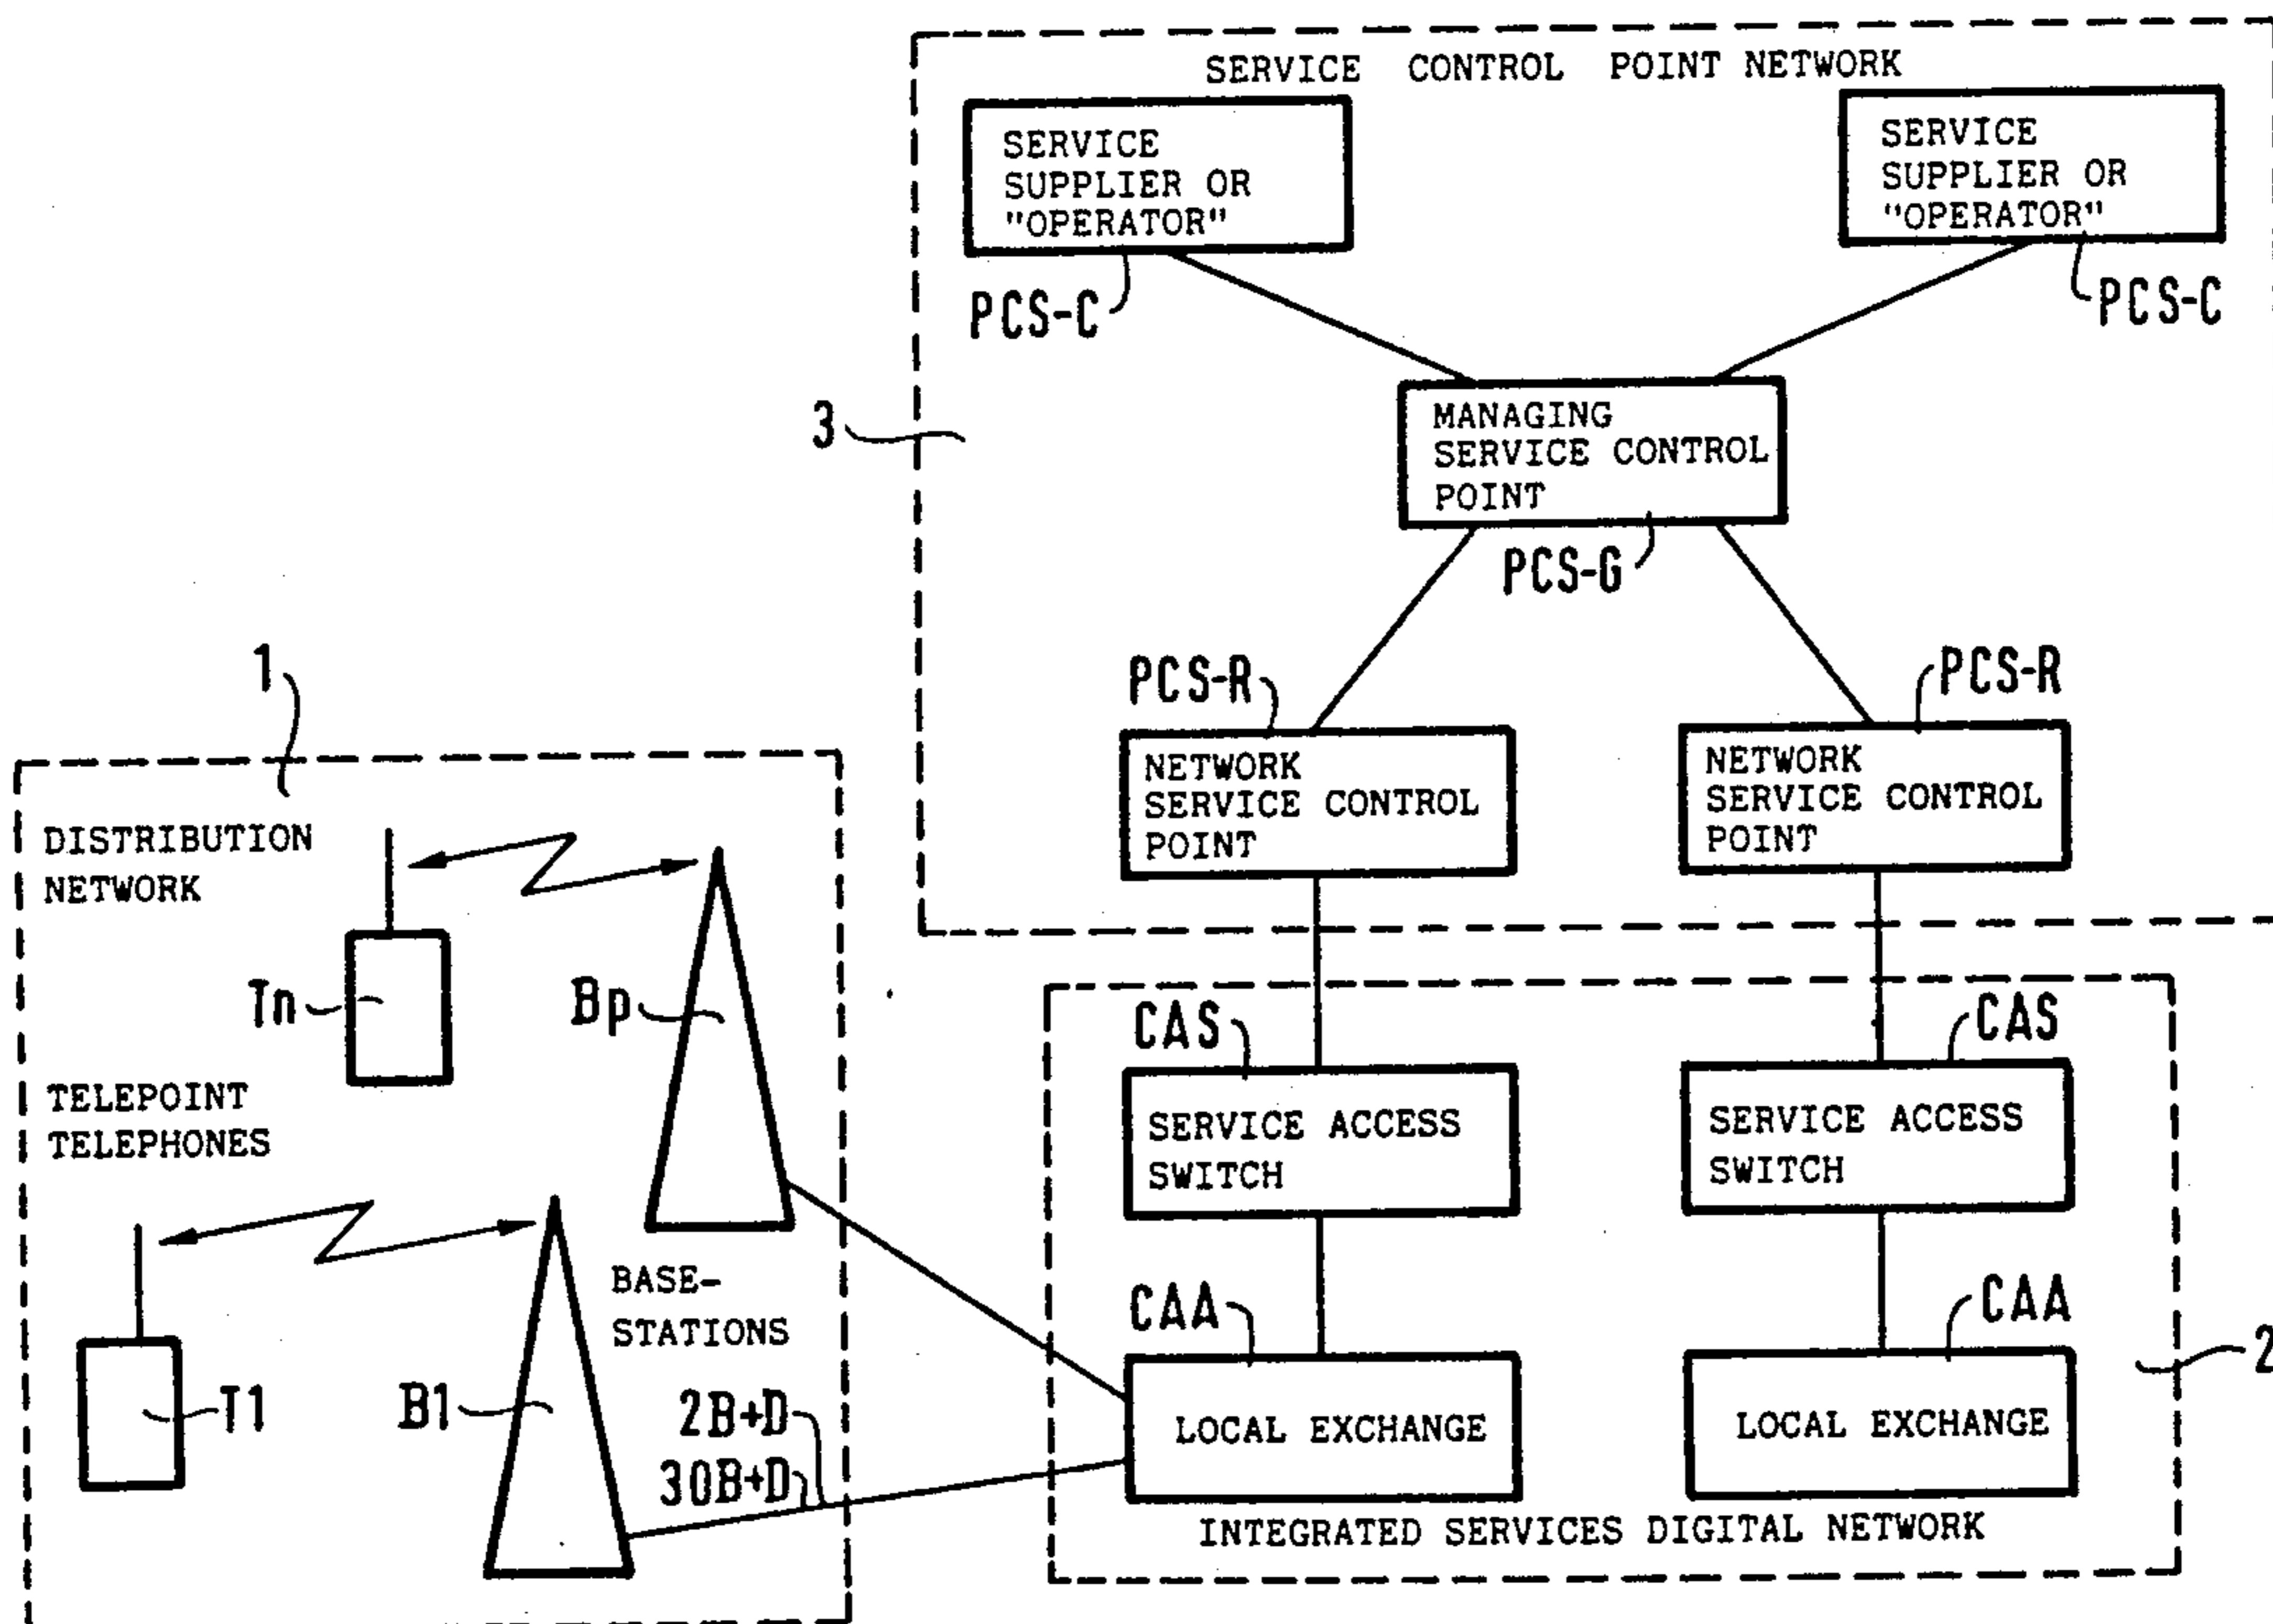 SERVICE CONTROL POINT NETWORK
SERVICE
SUPPLIER OR
"OPERATOR"
SERVICE
SUPPLIER OR
"OPERATOR"
PCS-C
PCS-C
MANAGING
SERVICE CONTROL
POINT
3
PCS-G
PCS-R
PCS-R
NETWORK
SERVICE CONTROL
POINT
NETWORK
SERVICE CONTROL
POINT
1
DISTRIBUTION
NETWORK
Tn
Bp
TELEPOINT
TELEPHONES
BASE-
STATIONS
T1
B1
2B+D
30B+D
CAS
CAS
SERVICE ACCESS
SWITCH
SERVICE ACCESS
SWITCH
CAA
CAA
2
LOCAL EXCHANGE
LOCAL EXCHANGE
INTEGRATED SERVICES DIGITAL NETWORK